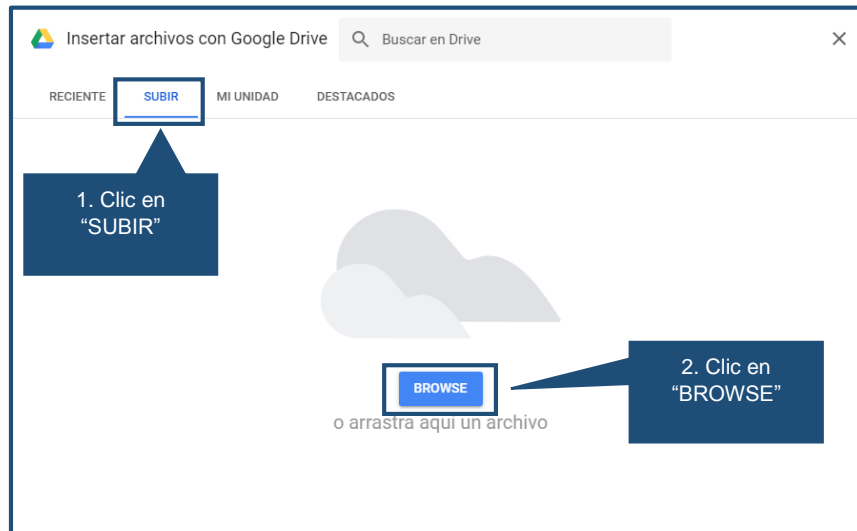 Insertar archivos con Google Drive
Buscar en Drive
RECIENTE SUBIR MI UNIDAD DESTACADOS
1. Clic en
“SUBIR”
BROWSE
o arrastra aquí un archivo
2. Clic en
“BROWSE”